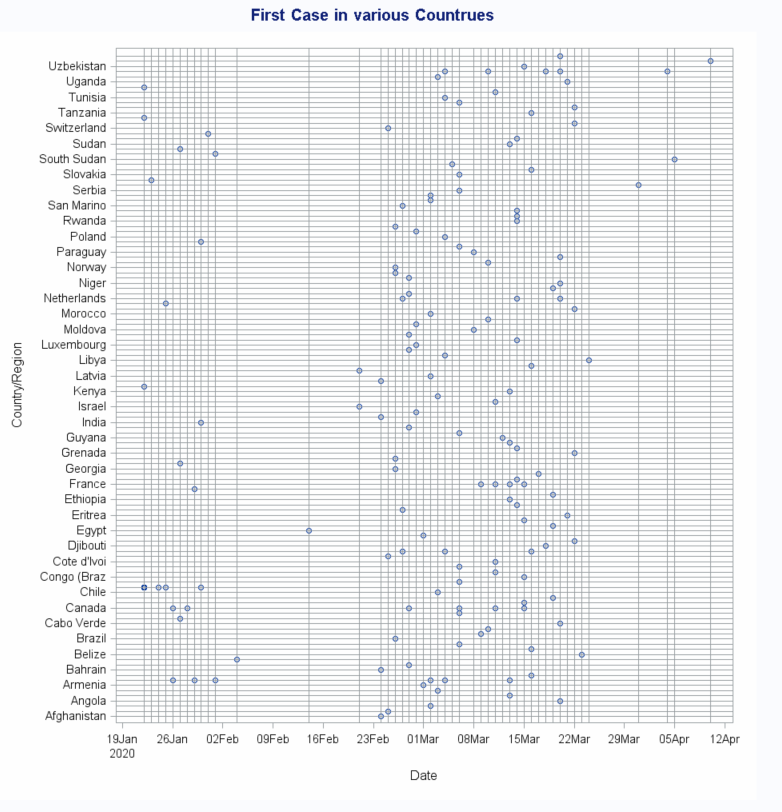 First Case in various Countrues
Uzbekistan
Uganda
Tunisia
Tanzania
Switzerland
Sudan
South Sudan
Slovakia
Serbia
San Marino
Rwanda
Poland
Paraguay
Norway
Niger
Netherlands
Morocco
Moldova
Luxembourg
Libya
Latvia
Kenya
Israel
India
Guyana
Grenada
Georgia
France
Ethiopia
Eritrea
Egypt
Djibouti
Cote d'Ivoi
Congo (Braz
Chile
Canada
Cabo Verde
Brazil
Belize
Bahrain
Armenia
Angola
Afghanistan
Country/Region
19Jan 26Jan 02Feb 09Feb 16Feb 23Feb 01Mar 08Mar 15Mar 22Mar 29Mar 05Apr 12Apr
2020
Date